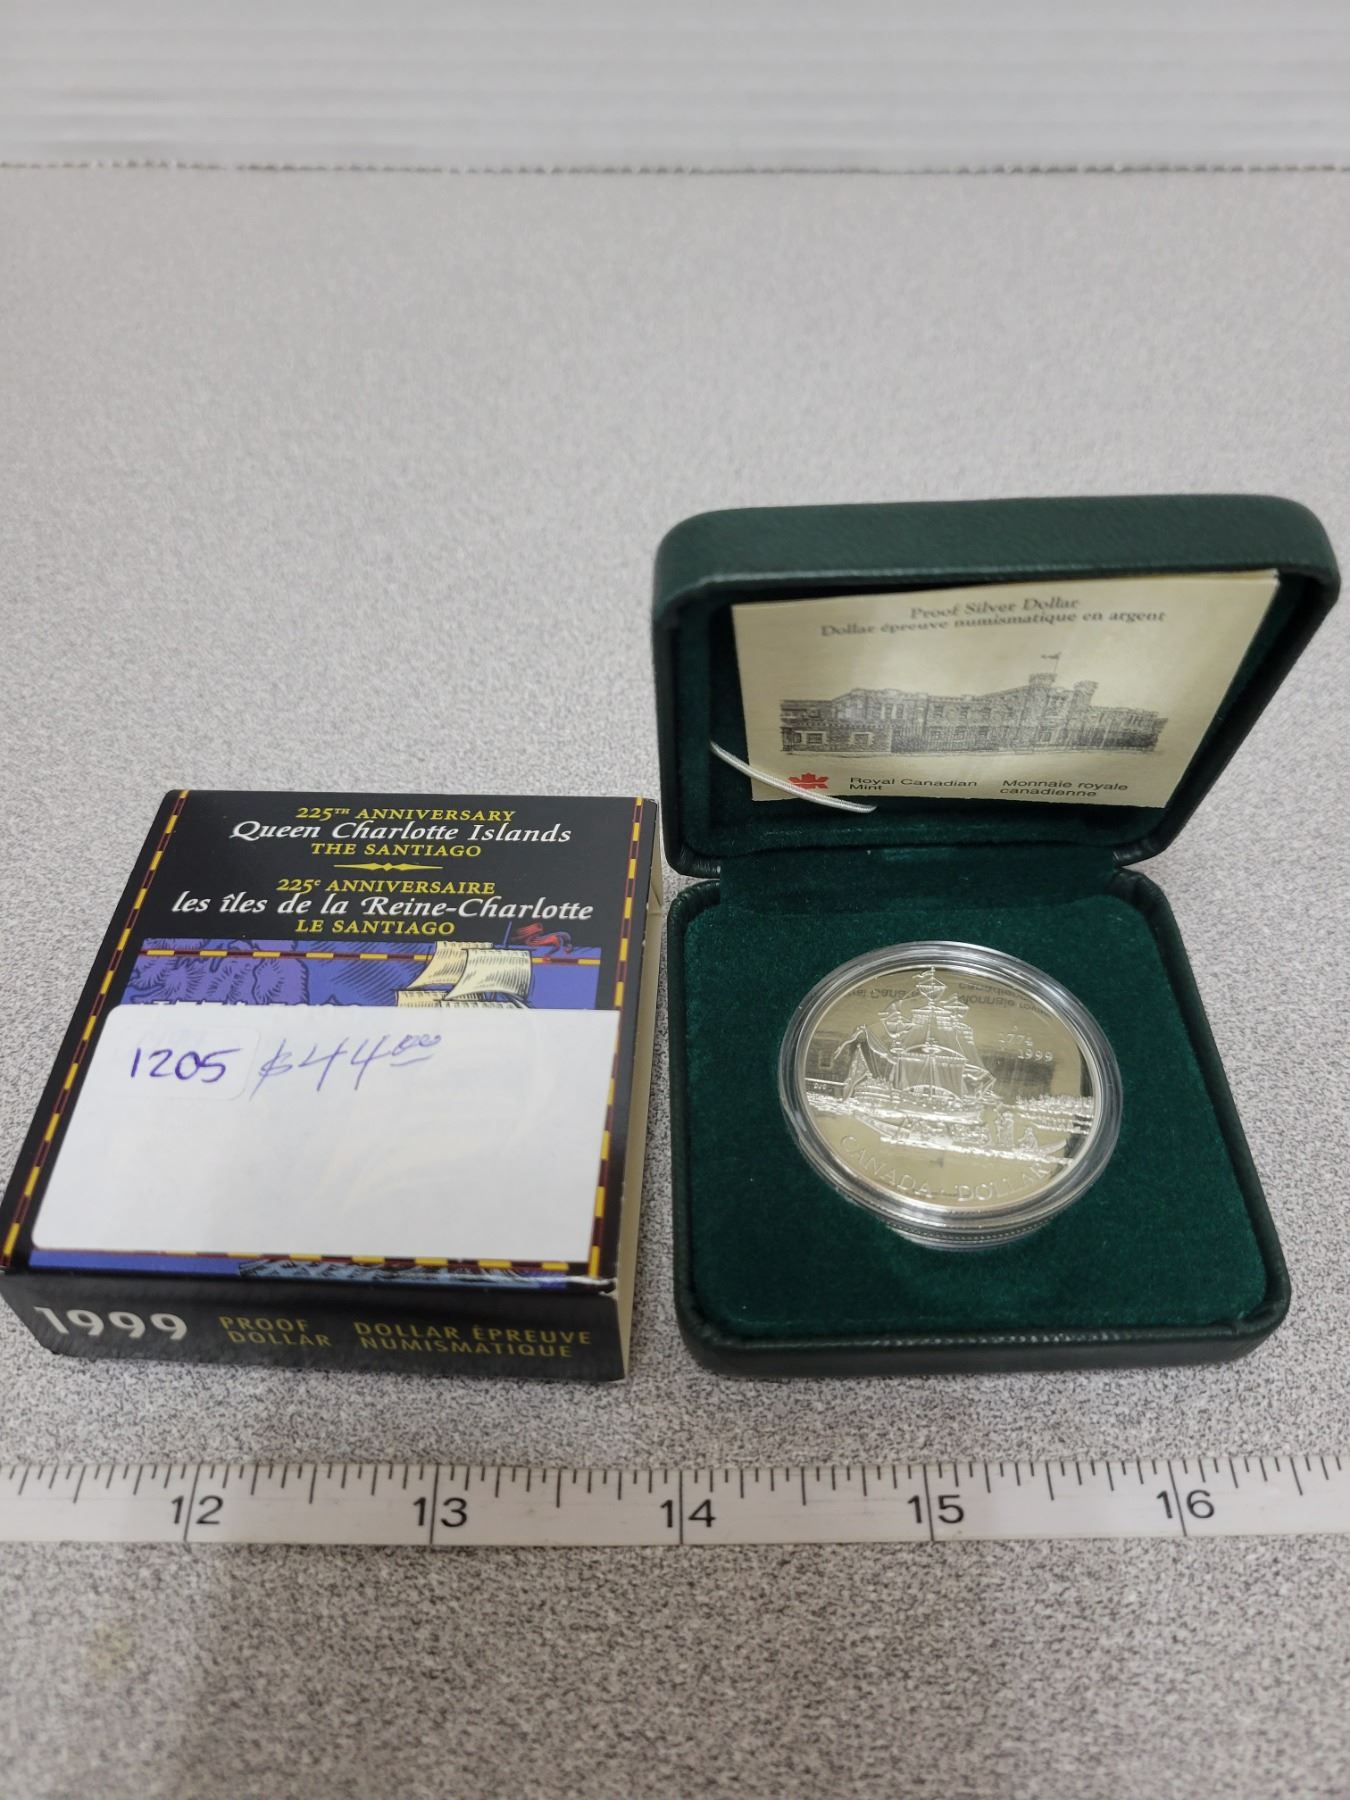 225TH ANNIVERSARY
Queen Charlotte Islands
THE SANTIAGO
225e ANNIVERSAIRE
les îles de la Reine-Charlotte
LE SANTIAGO
1205 $44.00
1999 PROOF DOLLAR DOLLAR ÉPREUVE NUMISMATIQUE
Proof Silver Dollar
Dollar épreuve numismatique en argent
Royal Canadian Mint
Monnaie royale canadienne
1774
1999
CANADA DOLLAR
12 13 14 15 16